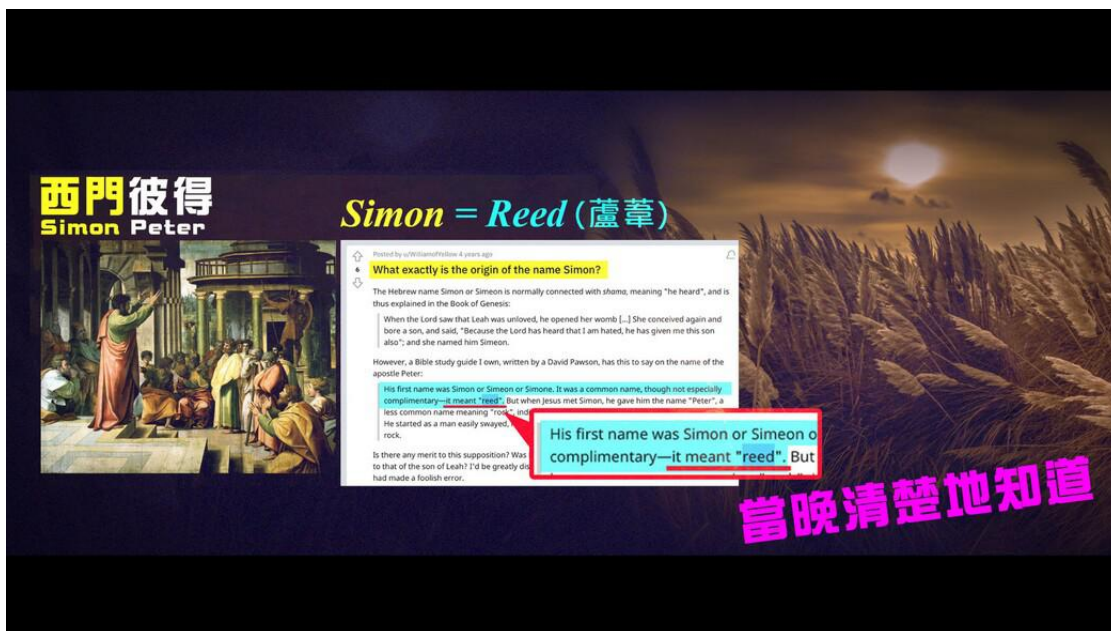 西門彼得
Simon Peter
Simon = Reed (蘆葦)
Posted by u/WilliamofYellow 4 years ago
6
What exactly is the origin of the name Simon?
The Hebrew name Simon or Simeon is normally connected with shama, meaning "he heard", and is
thus explained in the Book of Genesis:
When the Lord saw that Leah was unloved, he opened her womb [...] She conceived again and
bore a son, and said, "Because the Lord has heard that I am hated, he has given me this son
also"; and she named him Simeon.
However, a Bible study guide I own, written by a David Pawson, has this to say on the name of the
apostle Peter:
His first name was Simon or Simeon or Simone. It was a common name, though not especially
complimentary—it meant "reed". But when Jesus met Simon, he gave him the name "Peter", a
less common name meaning "rock",
He started as a man easily swayed,
rock.
Is there any merit to this supposition? Was
to that of the son of Leah? I'd be greatly
had made a foolish error.
His first name was Simon or Simeon o
complimentary—it meant "reed". But
當晚清楚地知道